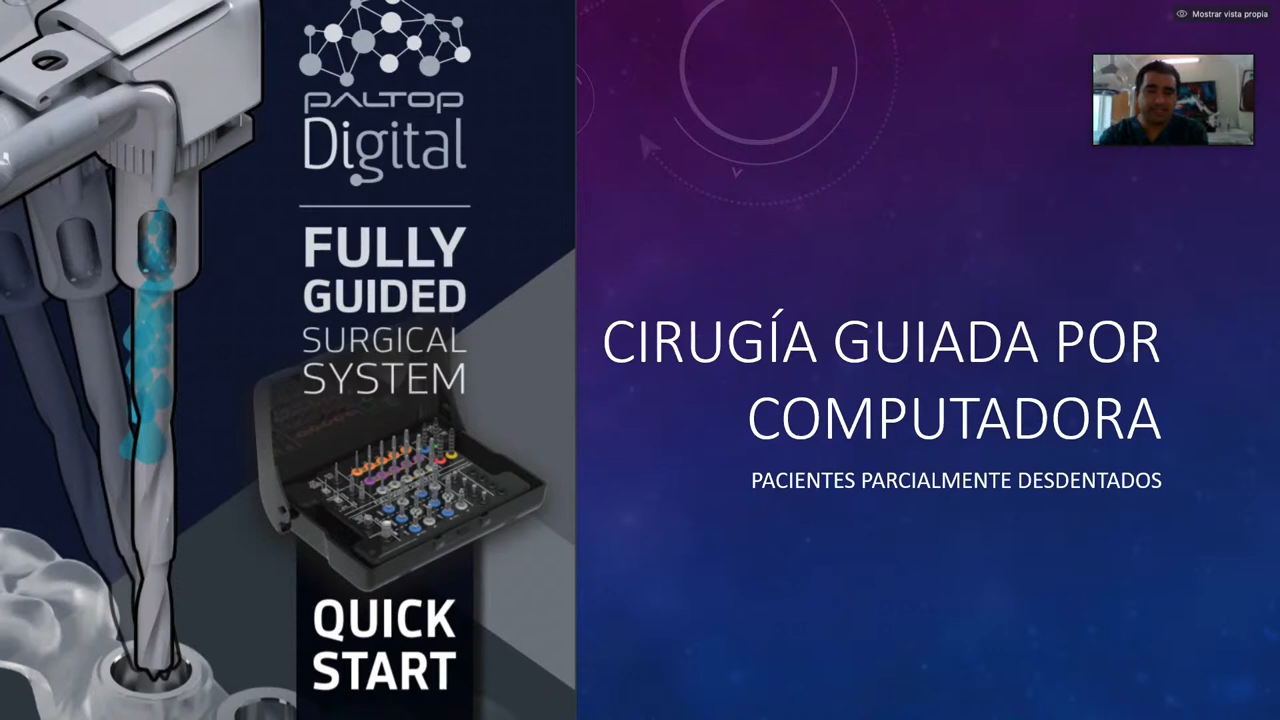 PALTOP
Digital
FULLY
GUIDED
SURGICAL
SYSTEM
QUICK
START
Mostrar vista propia
CIRUGÍA GUIADA POR
COMPUTADORA
PACIENTES PARCIALMENTE DESDENTADOS